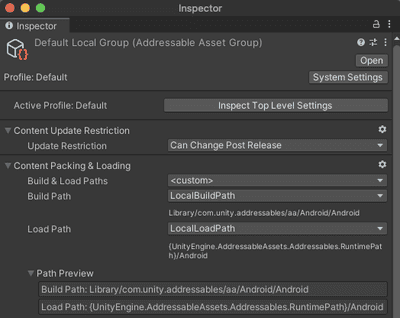 Inspector
Inspector
Default Local Group (Addressable Asset Group)
Open
Profile: Default
System Settings
Active Profile: Default
Inspect Top Level Settings
Content Update Restriction
Update Restriction
Can Change Post Release
Content Packing & Loading
Build & Load Paths
<custom>
Build Path
LocalBuildPath
Library/com.unity.addressables/aa/Android/Android
Load Path
LocalLoadPath
{UnityEngine.AddressableAssets.Addressables.RuntimePat
h}/Android
Path Preview
Build Path: Library/com.unity.addressables/aa/Android/Android
Load Path: {UnityEngine.AddressableAssets.Addressables.RuntimePath}/Android